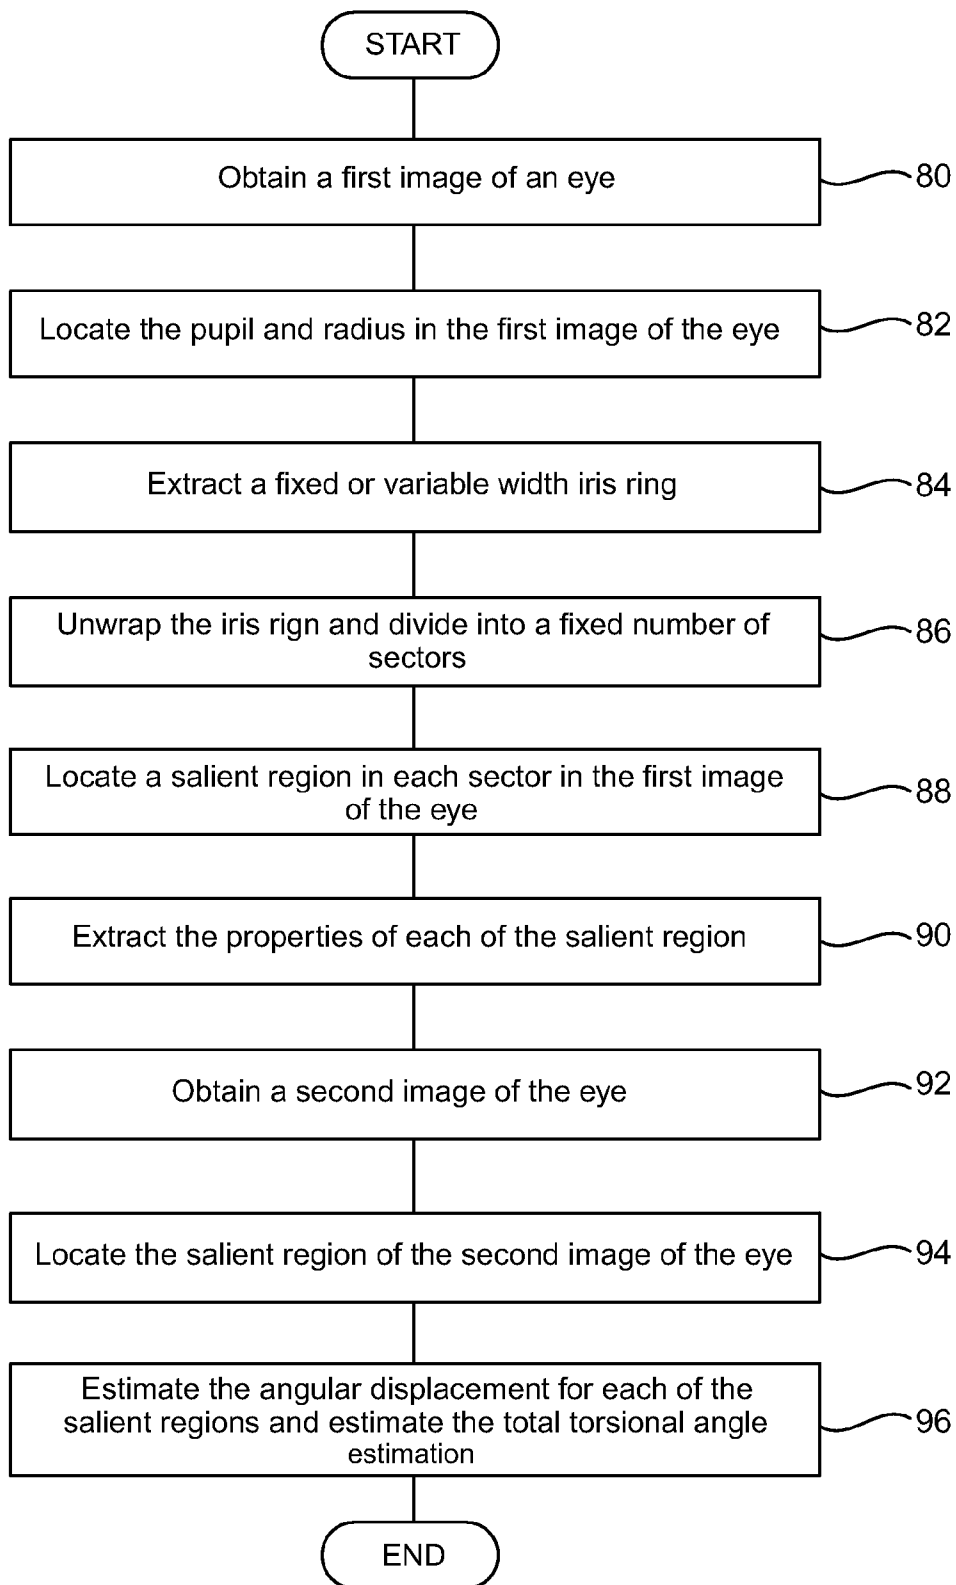 START
Obtain a first image of an eye
80
Locate the pupil and radius in the first image of the eye
82
Extract a fixed or variable width iris ring
84
Unwrap the iris rign and divide into a fixed number of
sectors
86
Locate a salient region in each sector in the first image
of the eye
88
Extract the properties of each of the salient region
90
Obtain a second image of the eye
92
Locate the salient region of the second image of the eye
94
Estimate the angular displacement for each of the
salient regions and estimate the total torsional angle
estimation
96
END